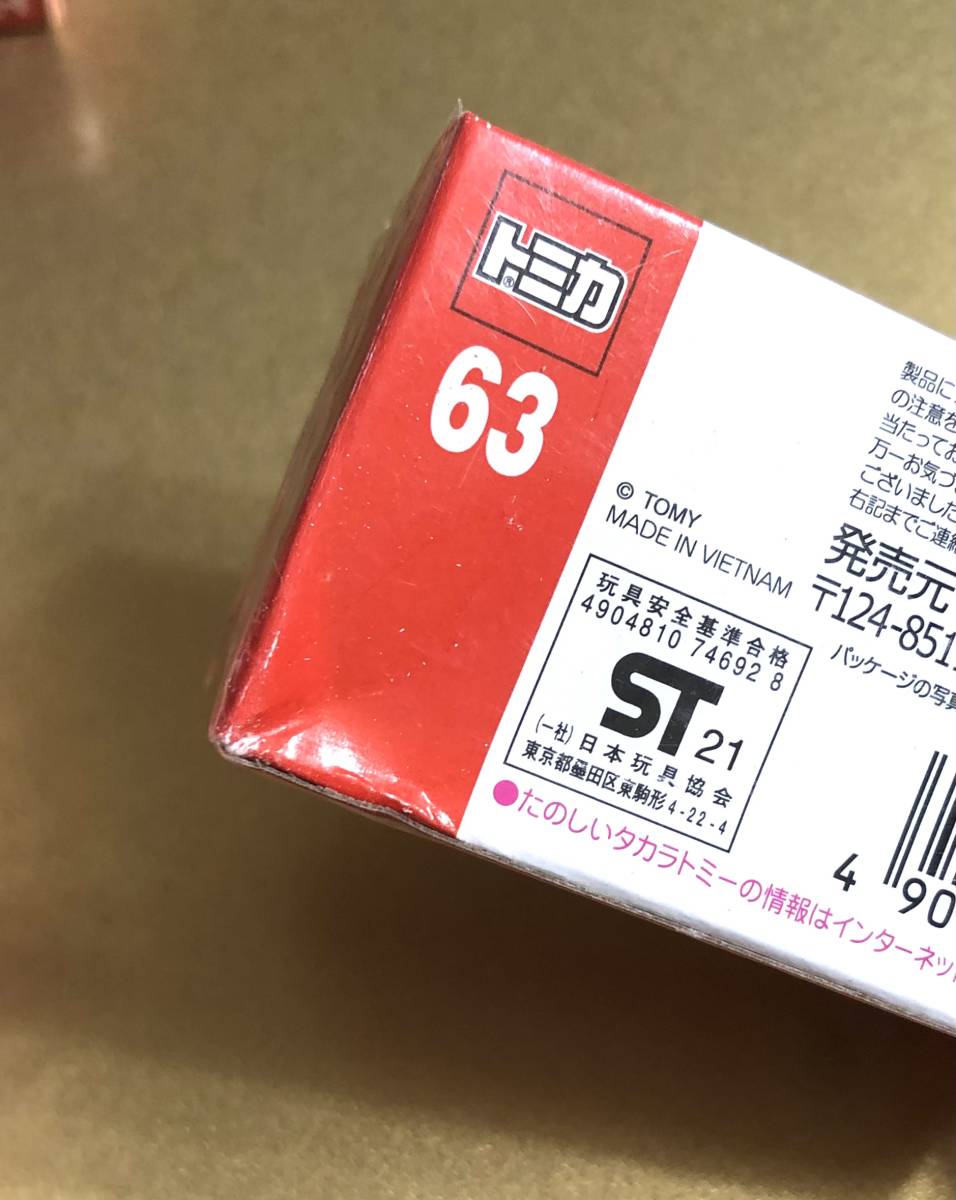 トミカ®
63
© TOMY
MADE IN VIETNAM
玩具安全基準合格
4904810 74692 8
ST 21
(一社)日本玩具協会
東京都墨田区東駒形4-22-4
●たのしいタカラトミーの情報はインターネッ
製品に
の注意を
当たってお
万一お気づ
ございました
右記までご連絡
発売元
〒124-851
パッケージの写真
4 90